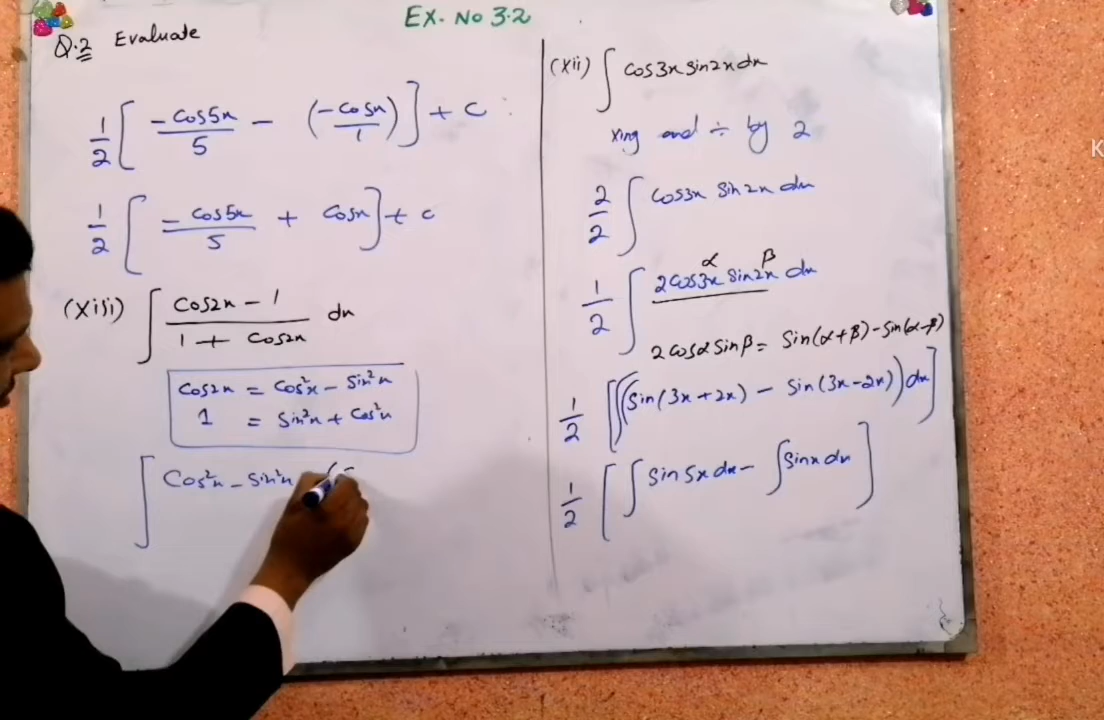 EX. No 3.2
Q.2 Evaluate
1/2 [ -cos5x/5 - (-cosx/1) ] + c
1/2 [ -cos5x/5 + cosx ] + c
(xiii) ∫ cos2x - 1 / 1 + cos2x dx
cos2x = cos²x - sin²x
1 = sin²x + cos²x
∫ cos²x - sin²x (
(xii) ∫ cos3x sin2x dx
xing and ÷ by 2
2/2 ∫ cos3x sin2x dx
α β
1/2 ∫ 2cos3x sin2x dx
2cosα sinβ = sin(α+β) - sin(α-β)
1/2 [∫(sin(3x+2x) - sin(3x-2x))dx]
1/2 [ ∫ sin5x dx - ∫sinx dx ]
K